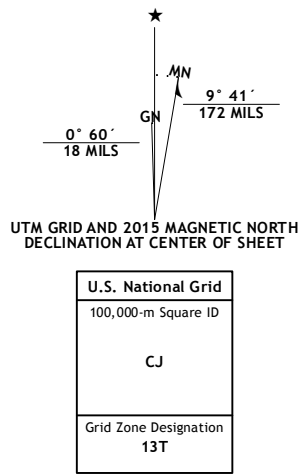 ★
MN
GN
9° 41´
172 MILS
0° 60´
18 MILS
UTM GRID AND 2015 MAGNETIC NORTH
DECLINATION AT CENTER OF SHEET
U.S. National Grid
100,000-m Square ID
CJ
Grid Zone Designation
13T